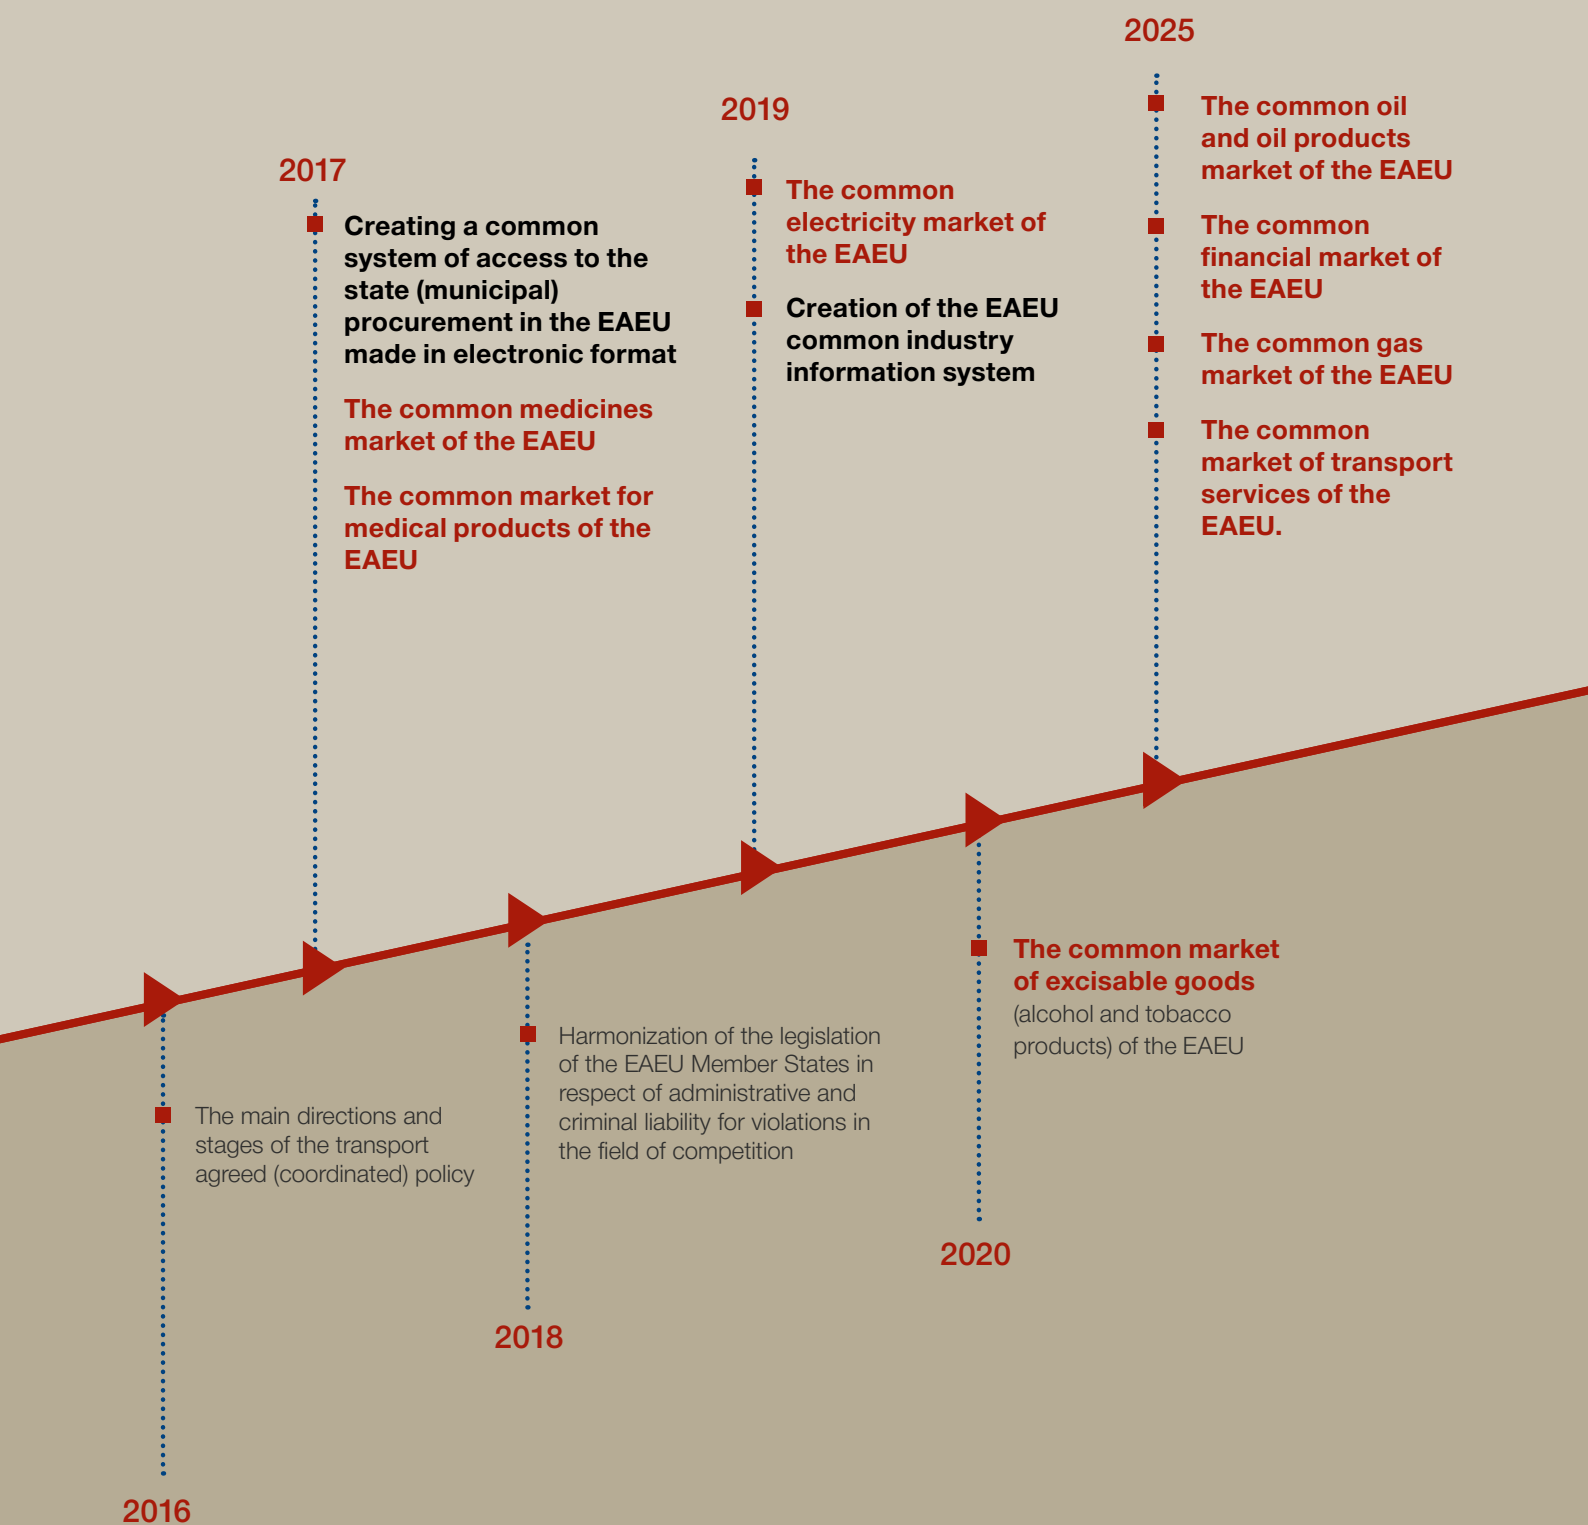 2025
The common oil
and oil products
market of the EAEU
The common
financial market of
the EAEU
The common gas
market of the EAEU
The common
market of transport
services of the
EAEU.
2019
The common
electricity market of
the EAEU
Creation of the EAEU
common industry
information system
2017
Creating a common
system of access to the
state (municipal)
procurement in the EAEU
made in electronic format
The common medicines
market of the EAEU
The common market for
medical products of the
EAEU
The common market
of excisable goods
(alcohol and tobacco
products) of the EAEU
2020
Harmonization of the legislation
of the EAEU Member States in
respect of administrative and
criminal liability for violations in
the field of competition
2018
The main directions and
stages of the transport
agreed (coordinated) policy
2016